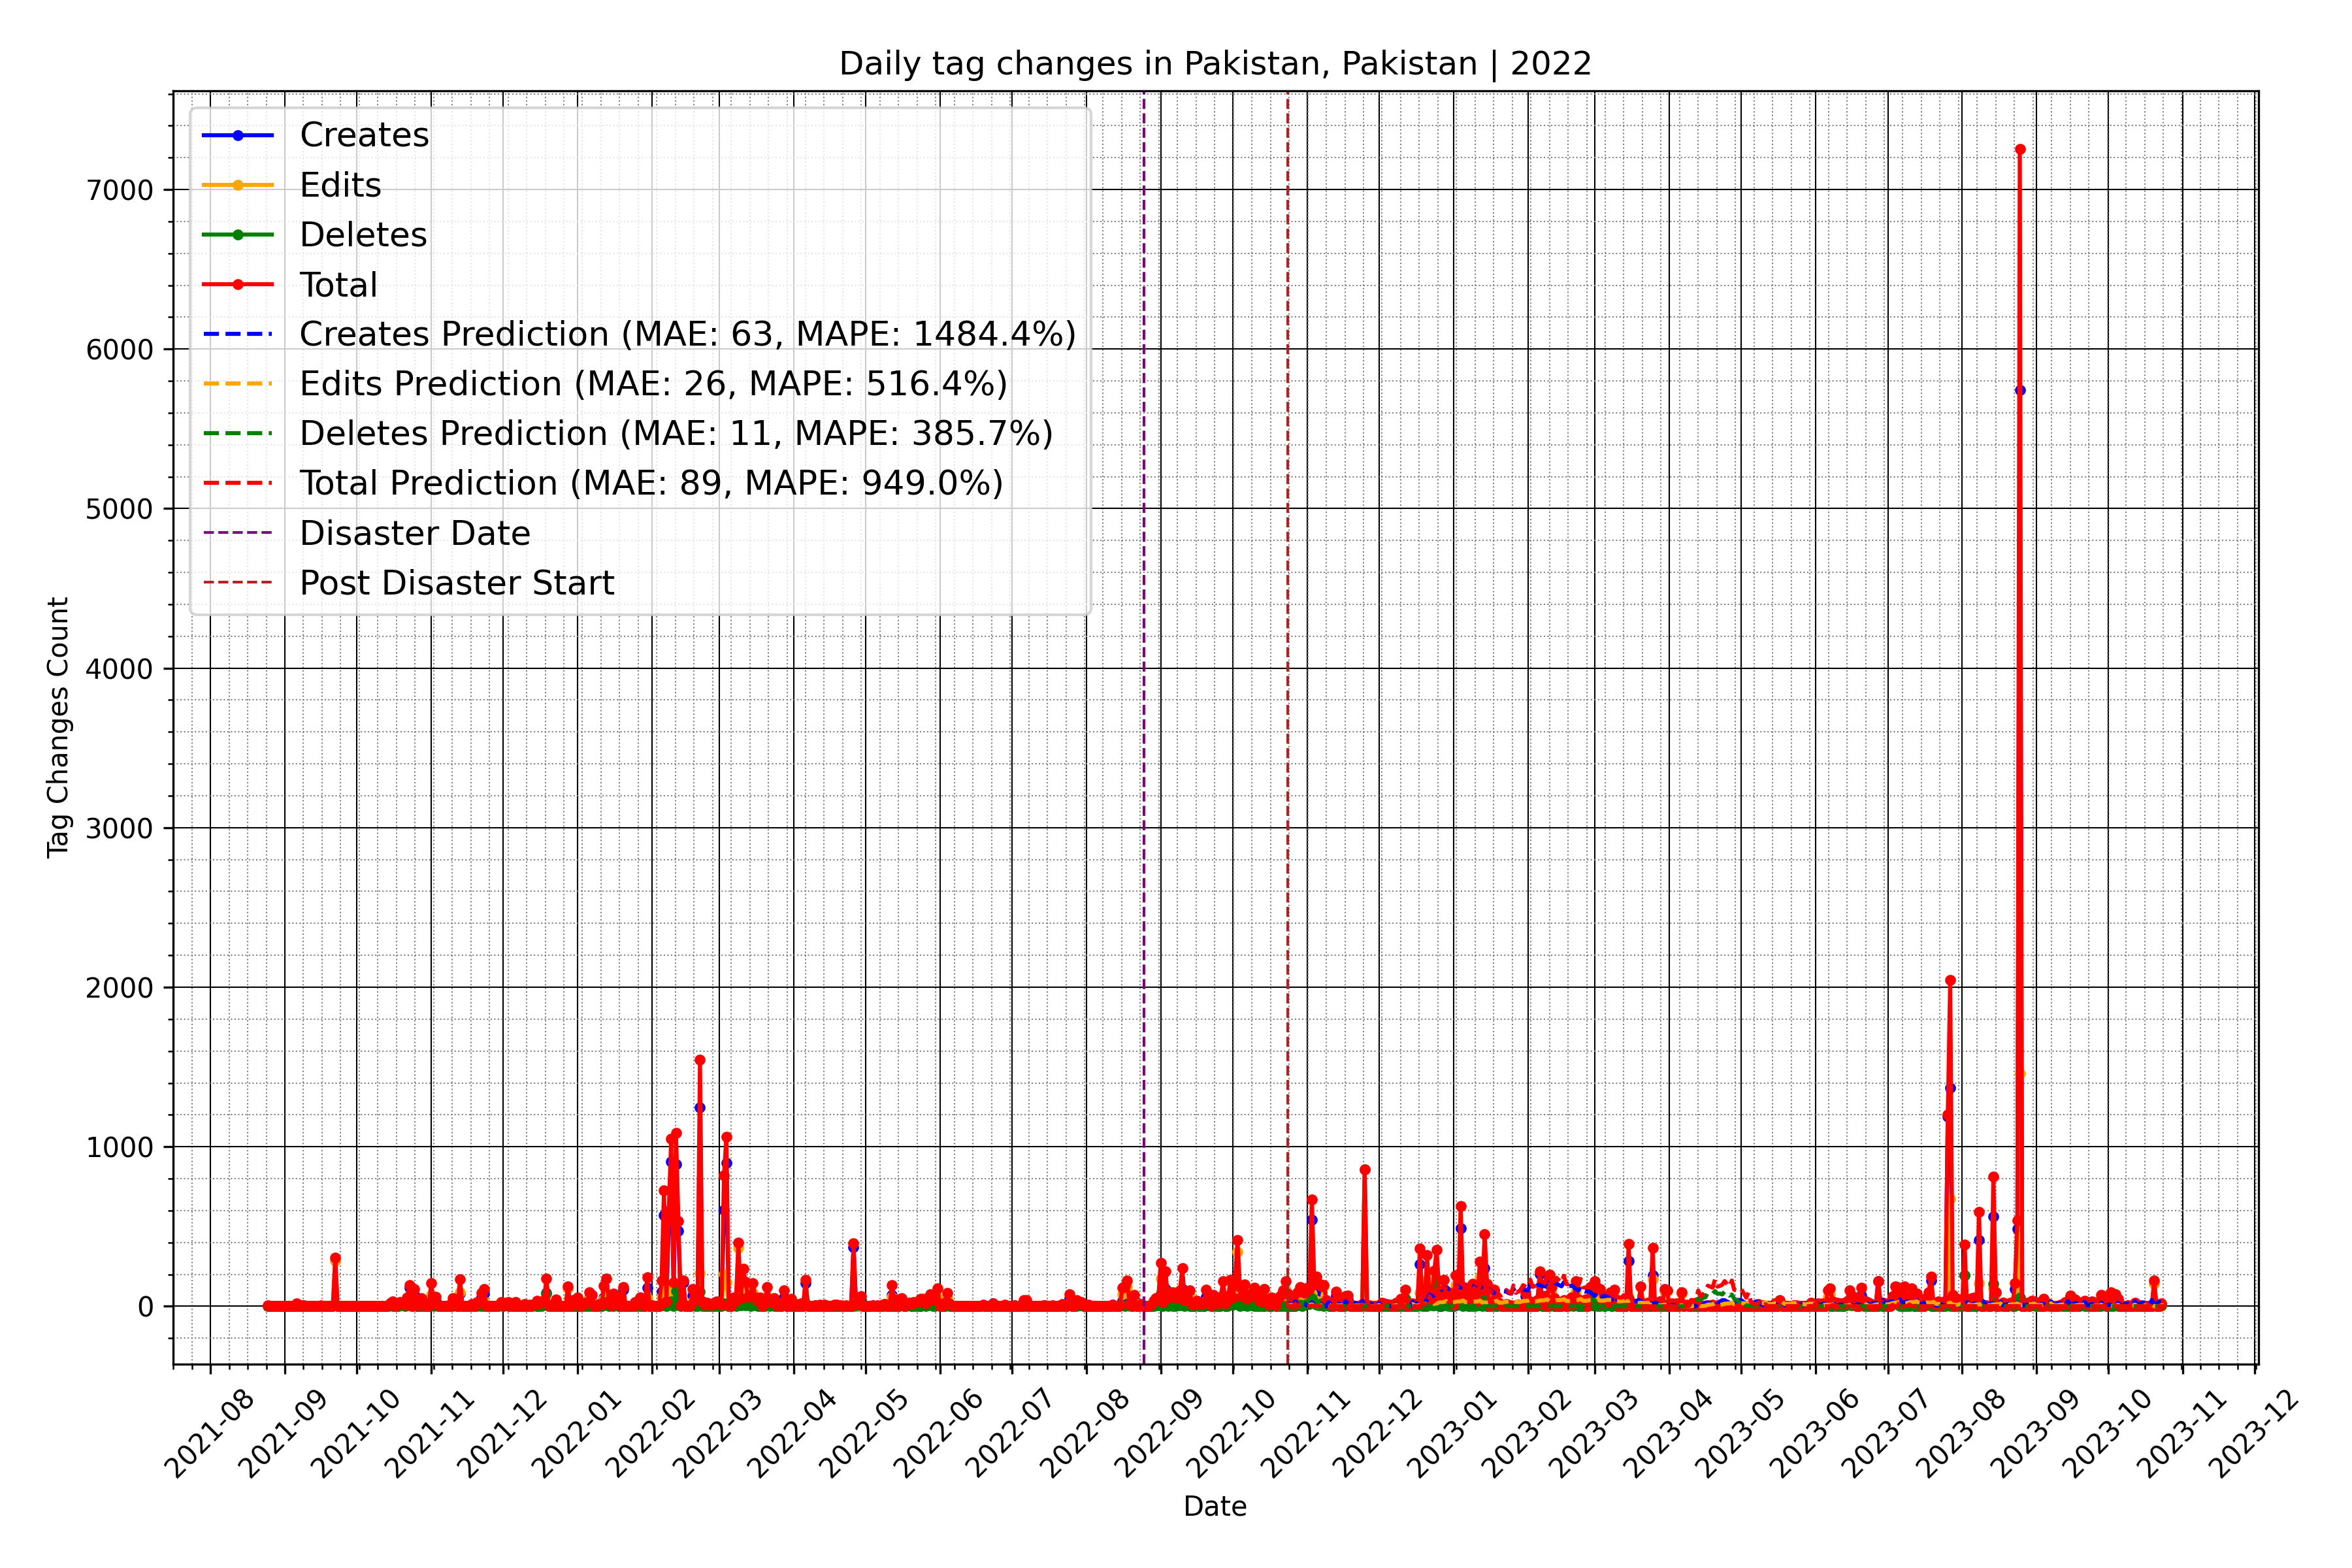 Daily tag changes in Pakistan, Pakistan | 2022
Creates
Edits
Deletes
Total
Creates Prediction (MAE: 63, MAPE: 1484.4%)
Edits Prediction (MAE: 26, MAPE: 516.4%)
Deletes Prediction (MAE: 11, MAPE: 385.7%)
Total Prediction (MAE: 89, MAPE: 949.0%)
Disaster Date
Post Disaster Start
Tag Changes Count
7000
6000
5000
4000
3000
2000
1000
0
2021-08
2021-09
2021-10
2021-11
2021-12
2022-01
2022-02
2022-03
2022-04
2022-05
2022-06
2022-07
2022-08
2022-09
2022-10
2022-11
2022-12
2023-01
2023-02
2023-03
2023-04
2023-05
2023-06
2023-07
2023-08
2023-09
2023-10
2023-11
2023-12
Date